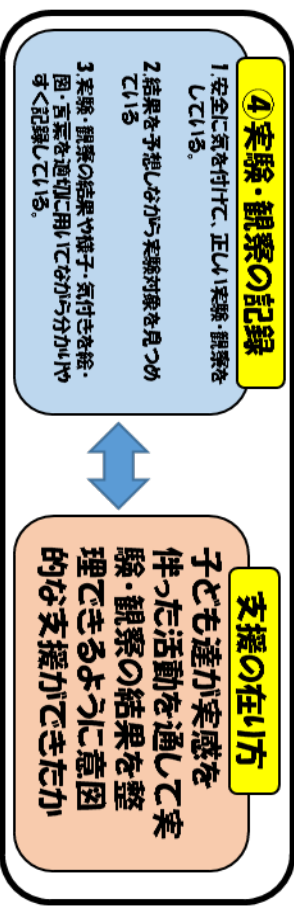 ④実験・観察の記録
1.安全に気を付けて、正しい実験・観察を
している。
2.結果を予想しながら実験対象を見つめ
ている
3.実験・観察の結果や様子・気付きを絵・
図・言葉を適切に用いてながら分かりや
すく記録している。
支援の在り方
子ども達が実感を
伴った活動を通して実
験・観察の結果を整
理できるように意図
的な支援ができたか